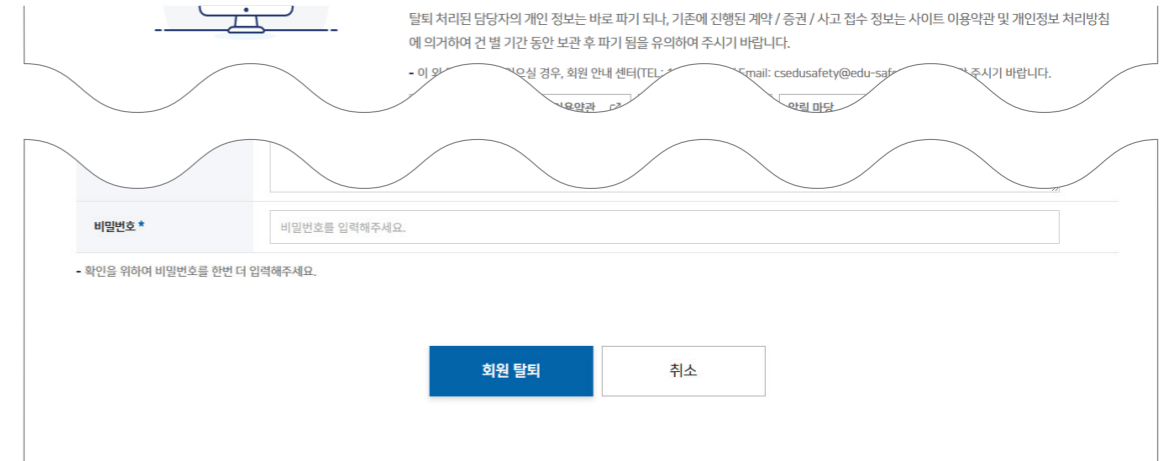 탈퇴 처리된 담당자의 개인 정보는 바로 파기 되나, 기존에 진행된 계약 / 증권 / 사고 접수 정보는 사이트 이용약관 및 개인정보 처리방침
에 의거하여 건 별 기간 동안 보관 후 파기 됨을 유의하여 주시기 바랍니다.
- 이 경우, 회원 안내 센터(TEL: Email: csedusafety@edu-saf 주시기 바랍니다.
이용약관 알림 마당
비밀번호 *
비밀번호를 입력해주세요.
- 확인을 위하여 비밀번호를 한번 더 입력해주세요.
회원 탈퇴
취소